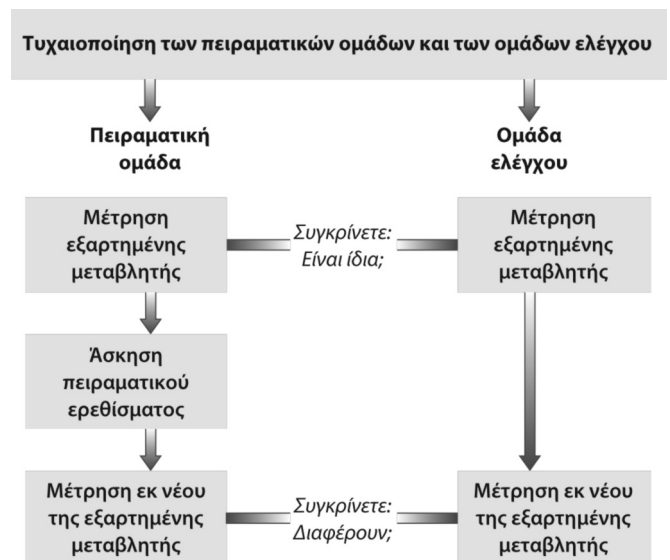 Τυχαιοποίηση των πειραματικών ομάδων και των ομάδων ελέγχου
Πειραματική
ομάδα
Ομάδα
ελέγχου
Μέτρηση
εξαρτημένης
μεταβλητής
Συγκρίνετε:
Είναι ίδια;
Μέτρηση
εξαρτημένης
μεταβλητής
Άσκηση
πειραματικού
ερεθίσματος
Μέτρηση εκ νέου
της εξαρτημένης
μεταβλητής
Συγκρίνετε:
Διαφέρουν;
Μέτρηση εκ νέου
της εξαρτημένης
μεταβλητής